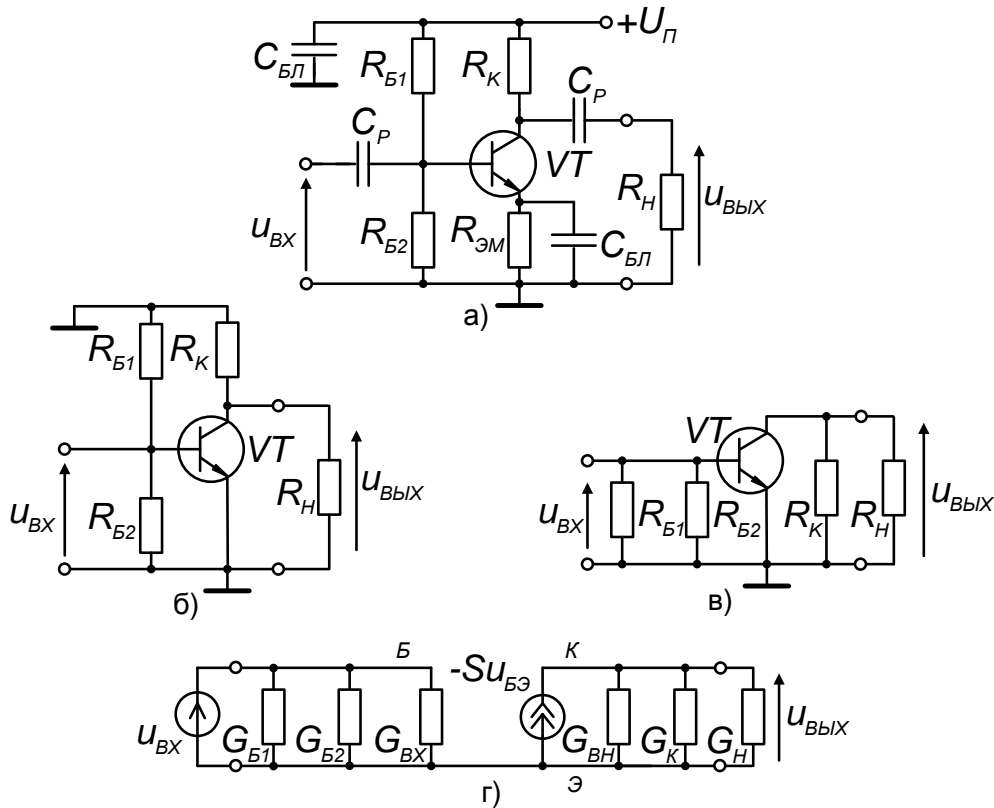 +U_П
C_БЛ
R_Б1
R_К
C_Р
C_Р
VT
R_Н
u_ВЫХ
u_ВХ
R_Б2
R_ЭМ
C_БЛ
а)
R_Б1
R_К
VT
R_Н
u_ВЫХ
u_ВХ
R_Б2
б)
VT
u_ВХ
R_Б1
R_Б2
R_К
R_Н
u_ВЫХ
в)
Б
-Su_БЭ
К
u_ВХ
G_Б1
G_Б2
G_ВХ
G_ВН
G_К
G_Н
u_ВЫХ
Э
г)